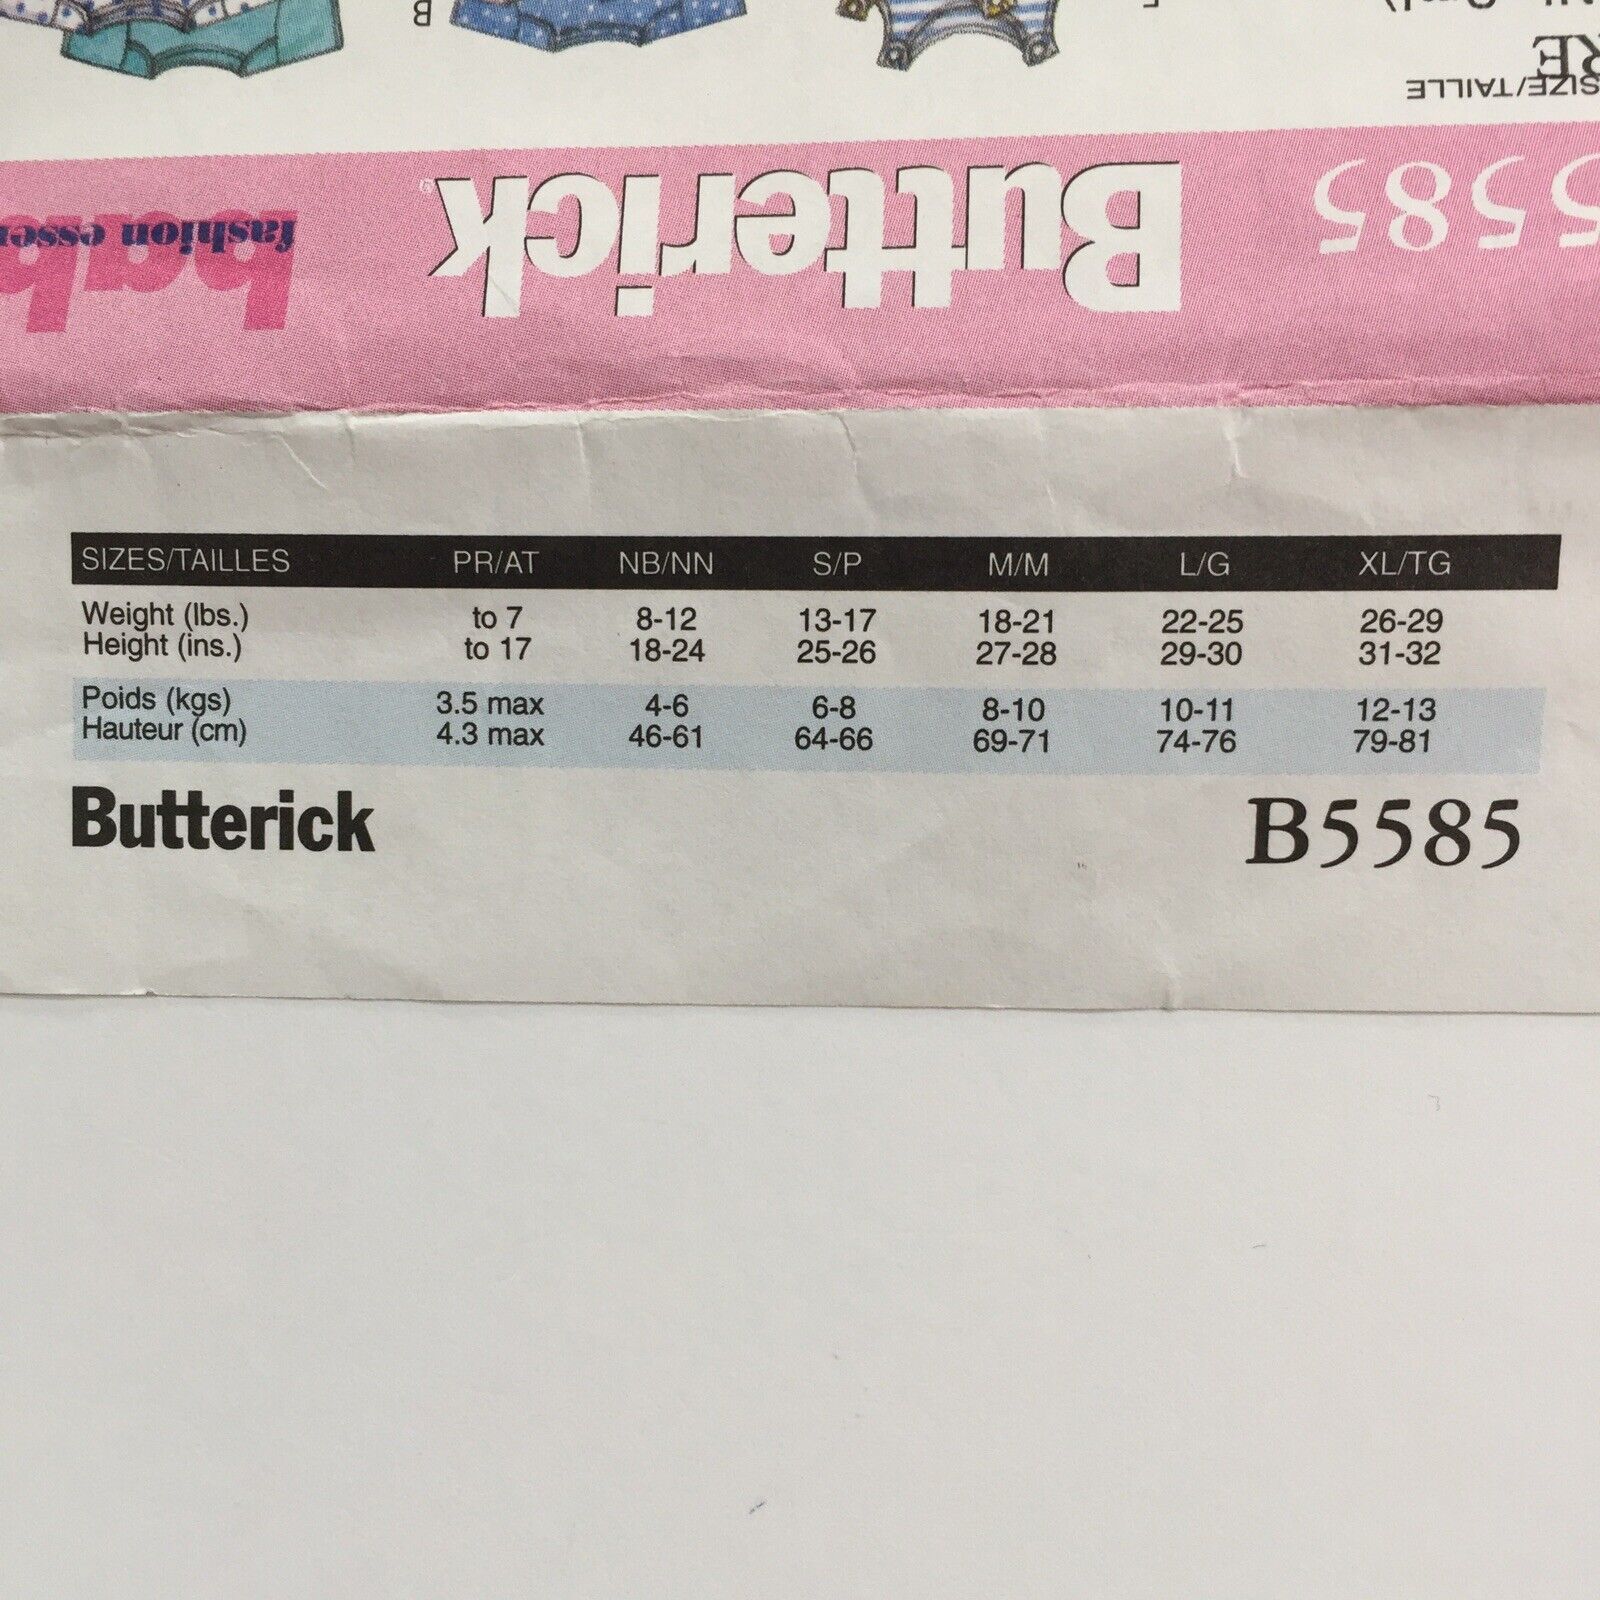 B
SIZE/TAILLE
RE
5585
Butterick
fashion
SIZES/TAILLES PR/AT NB/NN S/P M/M L/G XL/TG
Weight (lbs.) to 7 8-12 13-17 18-21 22-25 26-29
Height (ins.) to 17 18-24 25-26 27-28 29-30 31-32
Poids (kgs) 3.5 max 4-6 6-8 8-10 10-11 12-13
Hauteur (cm) 4.3 max 46-61 64-66 69-71 74-76 79-81
Butterick B5585